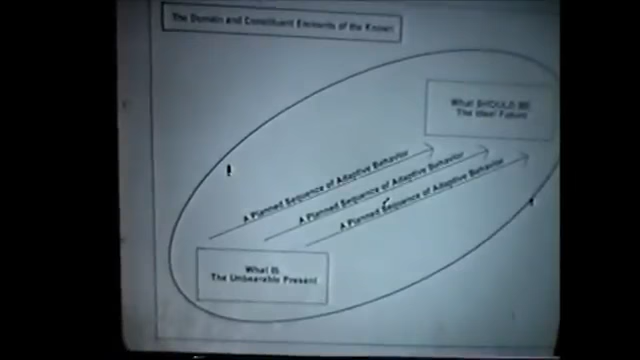 The Domain and Constituent Elements of the Known
What SHOULD BE
The Ideal Future
A Planned Sequence of Adaptive Behavior
A Planned Sequence of Adaptive Behavior
A Planned Sequence of Adaptive Behavior
What IS
The Unbearable Present